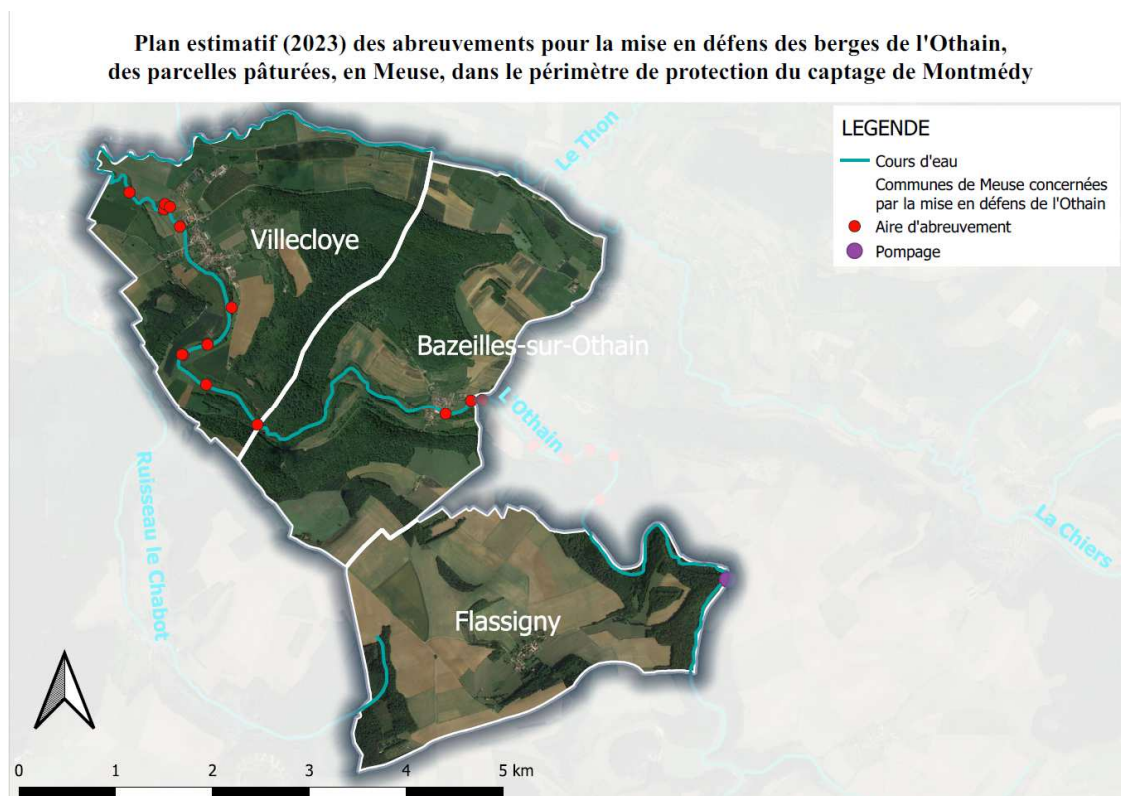 Plan estimatif (2023) des abreuvements pour la mise en défens des berges de l'Othain,
des parcelles pâturées, en Meuse, dans le périmètre de protection du captage de Montmédy
LEGENDE
Cours d'eau
Communes de Meuse concernées
par la mise en défens de l'Othain
Aire d'abreuvement
Pompage
Le Thon
Villecloye
Bazeilles-sur-Othain
L'Othain
Ruisseau le Chabot
La Chiers
Flassigny
0 1 2 3 4 5 km